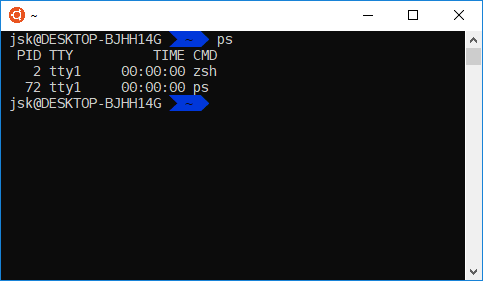 ~
jsk@DESKTOP-BJHH14G ~ ps
PID TTY TIME CMD
2 tty1 00:00:00 zsh
72 tty1 00:00:00 ps
jsk@DESKTOP-BJHH14G ~